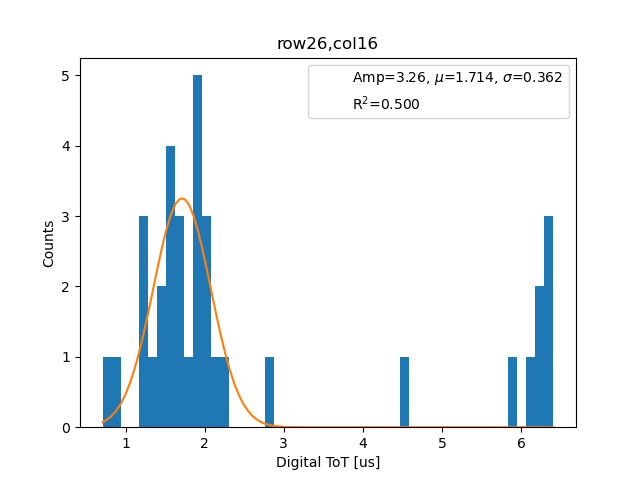 row26,col16
Amp=3.26, μ=1.714, σ=0.362
R²=0.500
5
4
3
2
1
0
Counts
1 2 3 4 5 6
Digital ToT [us]